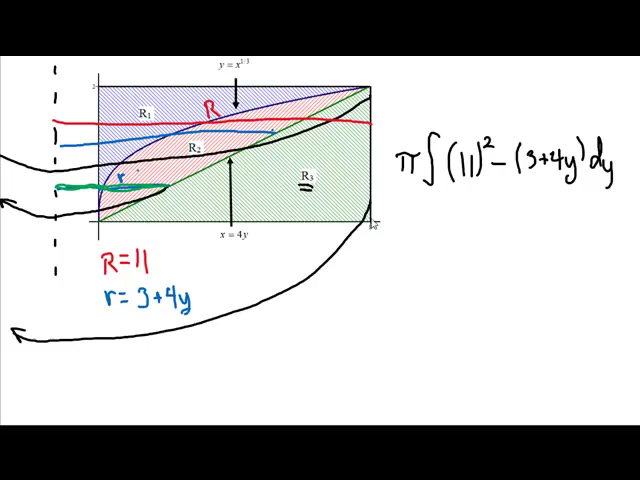 y = x^{1/3}
2
R
R₁
π∫(11)² − (3+4y) dy
R₂
r
R₃
x = 4y
R = 11
r = 3+4y